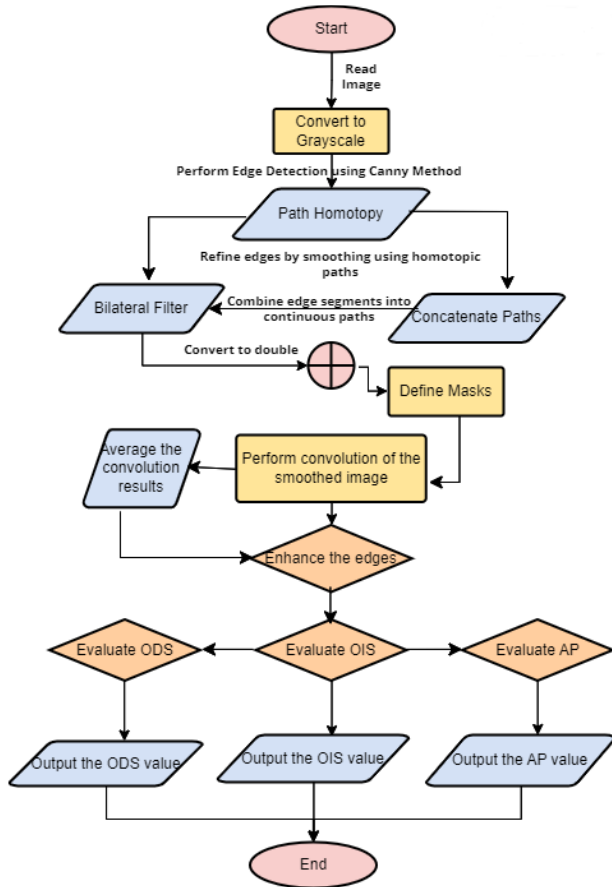 Start
Read
Image
Convert to
Grayscale
Perform Edge Detection using Canny Method
Path Homotopy
Refine edges by smoothing using homotopic
paths
Bilateral Filter
Combine edge segments into
continuous paths
Concatenate Paths
Convert to double
Define Masks
Average the
convolution
results
Perform convolution of the
smoothed image
Enhance the edges
Evaluate ODS
Evaluate OIS
Evaluate AP
Output the ODS value
Output the OIS value
Output the AP value
End